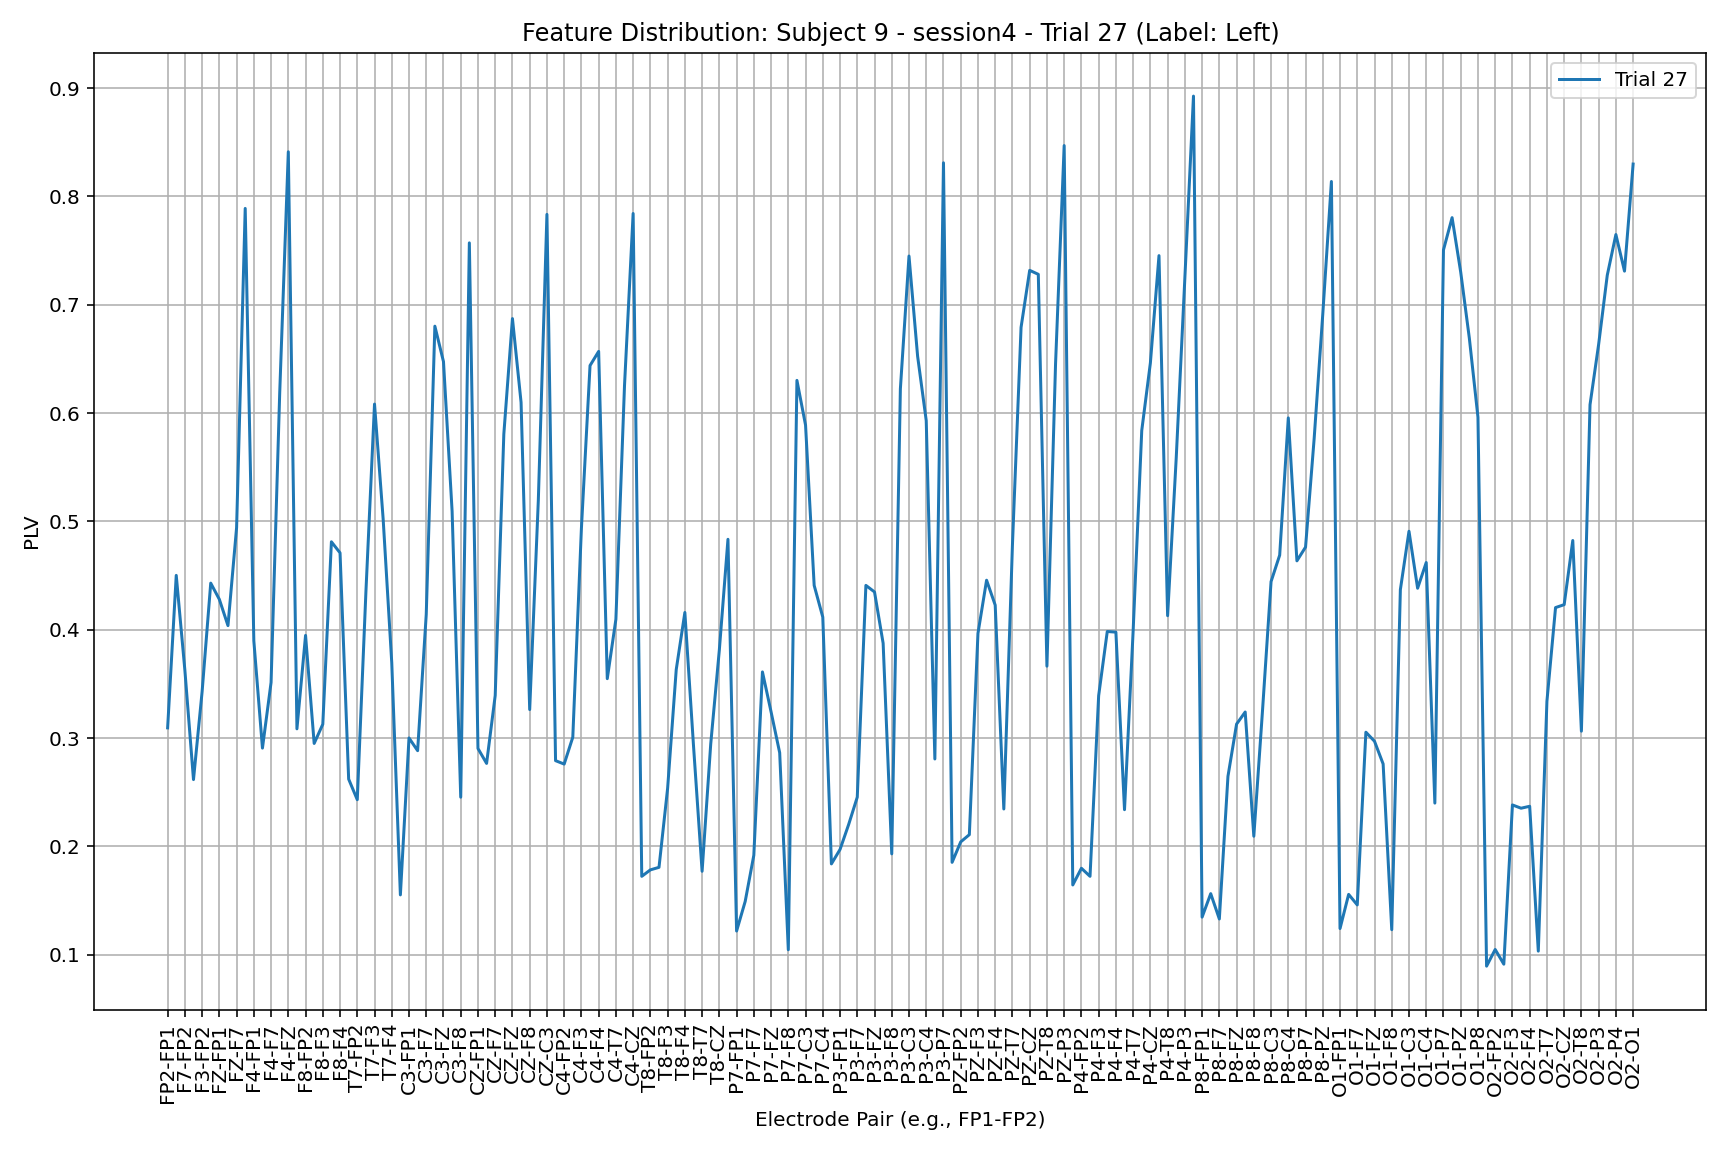 Feature Distribution: Subject 9 - session4 - Trial 27 (Label: Left)
Trial 27
0.9
0.8
0.7
0.6
0.5
0.4
0.3
0.2
0.1
PLV
FP2-FP1
F7-FP2
F3-FP2
FZ-FP1
FZ-F7
F4-FP1
F4-F7
F4-FZ
F8-FP2
F8-F3
F8-F4
T7-FP2
T7-F3
T7-F4
C3-FP1
C3-F7
C3-FZ
C3-F8
CZ-FP1
CZ-F7
CZ-FZ
CZ-F8
CZ-C3
C4-FP2
C4-F3
C4-F4
C4-T7
C4-CZ
T8-FP2
T8-F3
T8-F4
T8-T7
T8-CZ
P7-FP1
P7-F7
P7-FZ
P7-F8
P7-C3
P7-C4
P3-FP1
P3-F7
P3-FZ
P3-F8
P3-C3
P3-C4
P3-P7
PZ-FP2
PZ-F3
PZ-F4
PZ-T7
PZ-CZ
PZ-T8
PZ-P3
P4-FP2
P4-F3
P4-F4
P4-T7
P4-CZ
P4-T8
P4-P3
P8-FP1
P8-F7
P8-FZ
P8-F8
P8-C3
P8-C4
P8-P7
P8-PZ
O1-FP1
O1-F7
O1-FZ
O1-F8
O1-C3
O1-C4
O1-P7
O1-PZ
O1-P8
O2-FP2
O2-F3
O2-F4
O2-T7
O2-CZ
O2-T8
O2-P3
O2-P4
O2-O1
Electrode Pair (e.g., FP1-FP2)